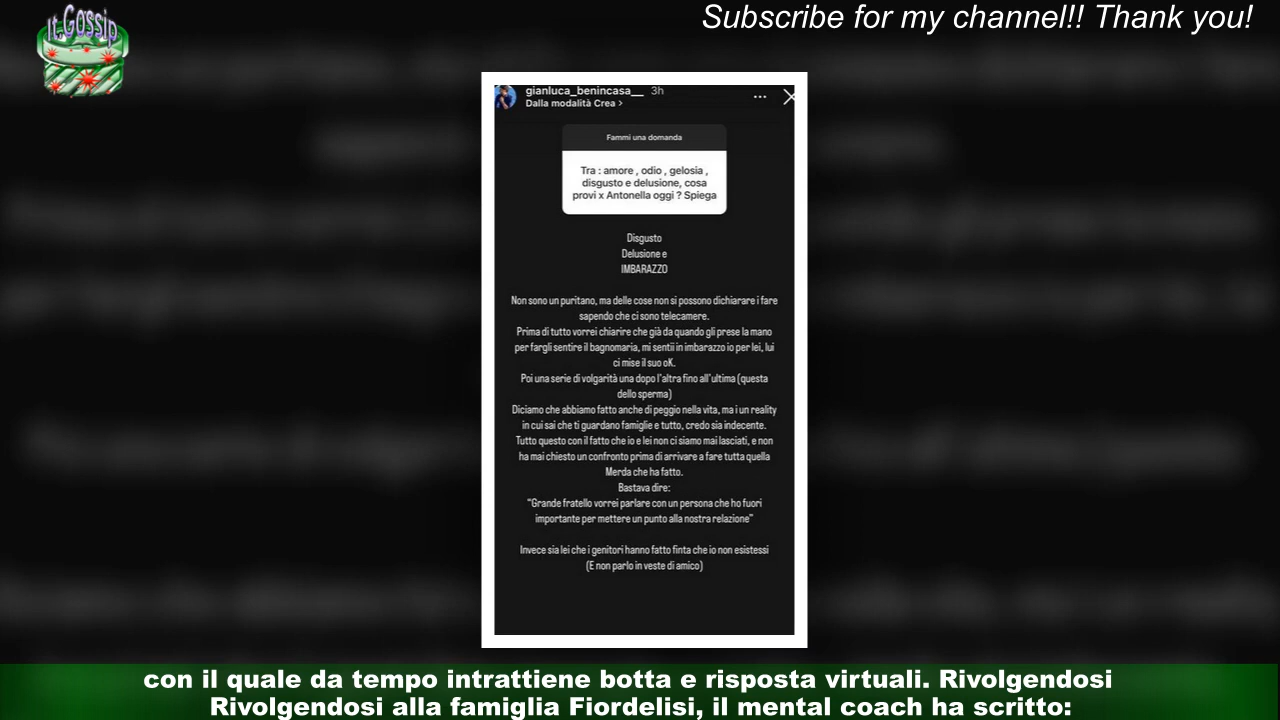 It.Gossip
Subscribe for my channel!! Thank you!
gianluca_benincasa__ 3h
Dalla modalità Crea >
Fammi una domanda
Tra : amore , odio , gelosia ,
disgusto e delusione, cosa
provi x Antonella oggi ? Spiega
Disgusto
Delusione e
IMBARAZZO
Non sono un puritano, ma delle cose non si possono dichiarare i fare
sapendo che ci sono telecamere.
Prima di tutto vorrei chiarire che già da quando gli prese la mano
per fargli sentire il bagnomaria, mi sentii in imbarazzo io per lei, lui
ci mise il suo oK.
Poi una serie di volgarità una dopo l'altra fino all'ultima (questa
dello sperma)
Diciamo che abbiamo fatto anche di peggio nella vita, ma i un reality
in cui sai che ti guardano famiglie e tutto, credo sia indecente.
Tutto questo con il fatto che io e lei non ci siamo mai lasciati, e non
ha mai chiesto un confronto prima di arrivare a fare tutta quella
Merda che ha fatto.
Bastava dire:
"Grande fratello vorrei parlare con un persona che ho fuori
importante per mettere un punto alla nostra relazione"
Invece sia lei che i genitori hanno fatto finta che io non esistessi
(E non parlo in veste di amico)
con il quale da tempo intrattiene botta e risposta virtuali. Rivolgendosi
Rivolgendosi alla famiglia Fiordelisi, il mental coach ha scritto: